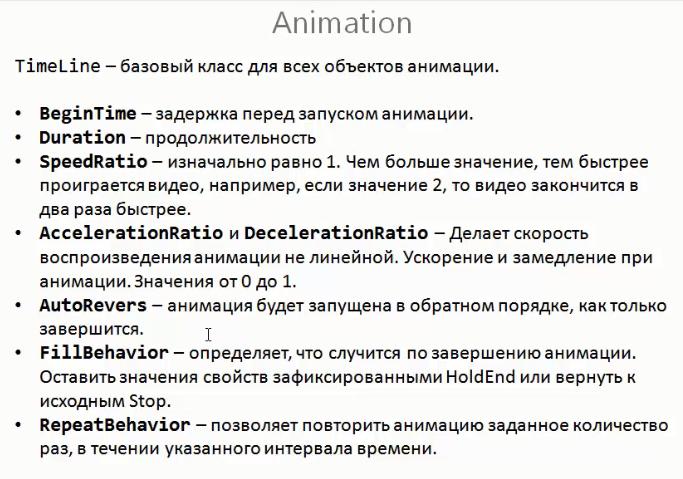 Animation
TimeLine – базовый класс для всех объектов анимации.
• BeginTime – задержка перед запуском анимации.
• Duration – продолжительность
• SpeedRatio – изначально равно 1. Чем больше значение, тем быстрее
проиграется видео, например, если значение 2, то видео закончится в
два раза быстрее.
• AccelerationRatio и DecelerationRatio – Делает скорость
воспроизведения анимации не линейной. Ускорение и замедление при
анимации. Значения от 0 до 1.
• AutoRevers – анимация будет запущена в обратном порядке, как только
завершится.
• FillBehavior – определяет, что случится по завершению анимации.
Оставить значения свойств зафиксированными HoldEnd или вернуть к
исходным Stop.
• RepeatBehavior – позволяет повторить анимацию заданное количество
раз, в течении указанного интервала времени.